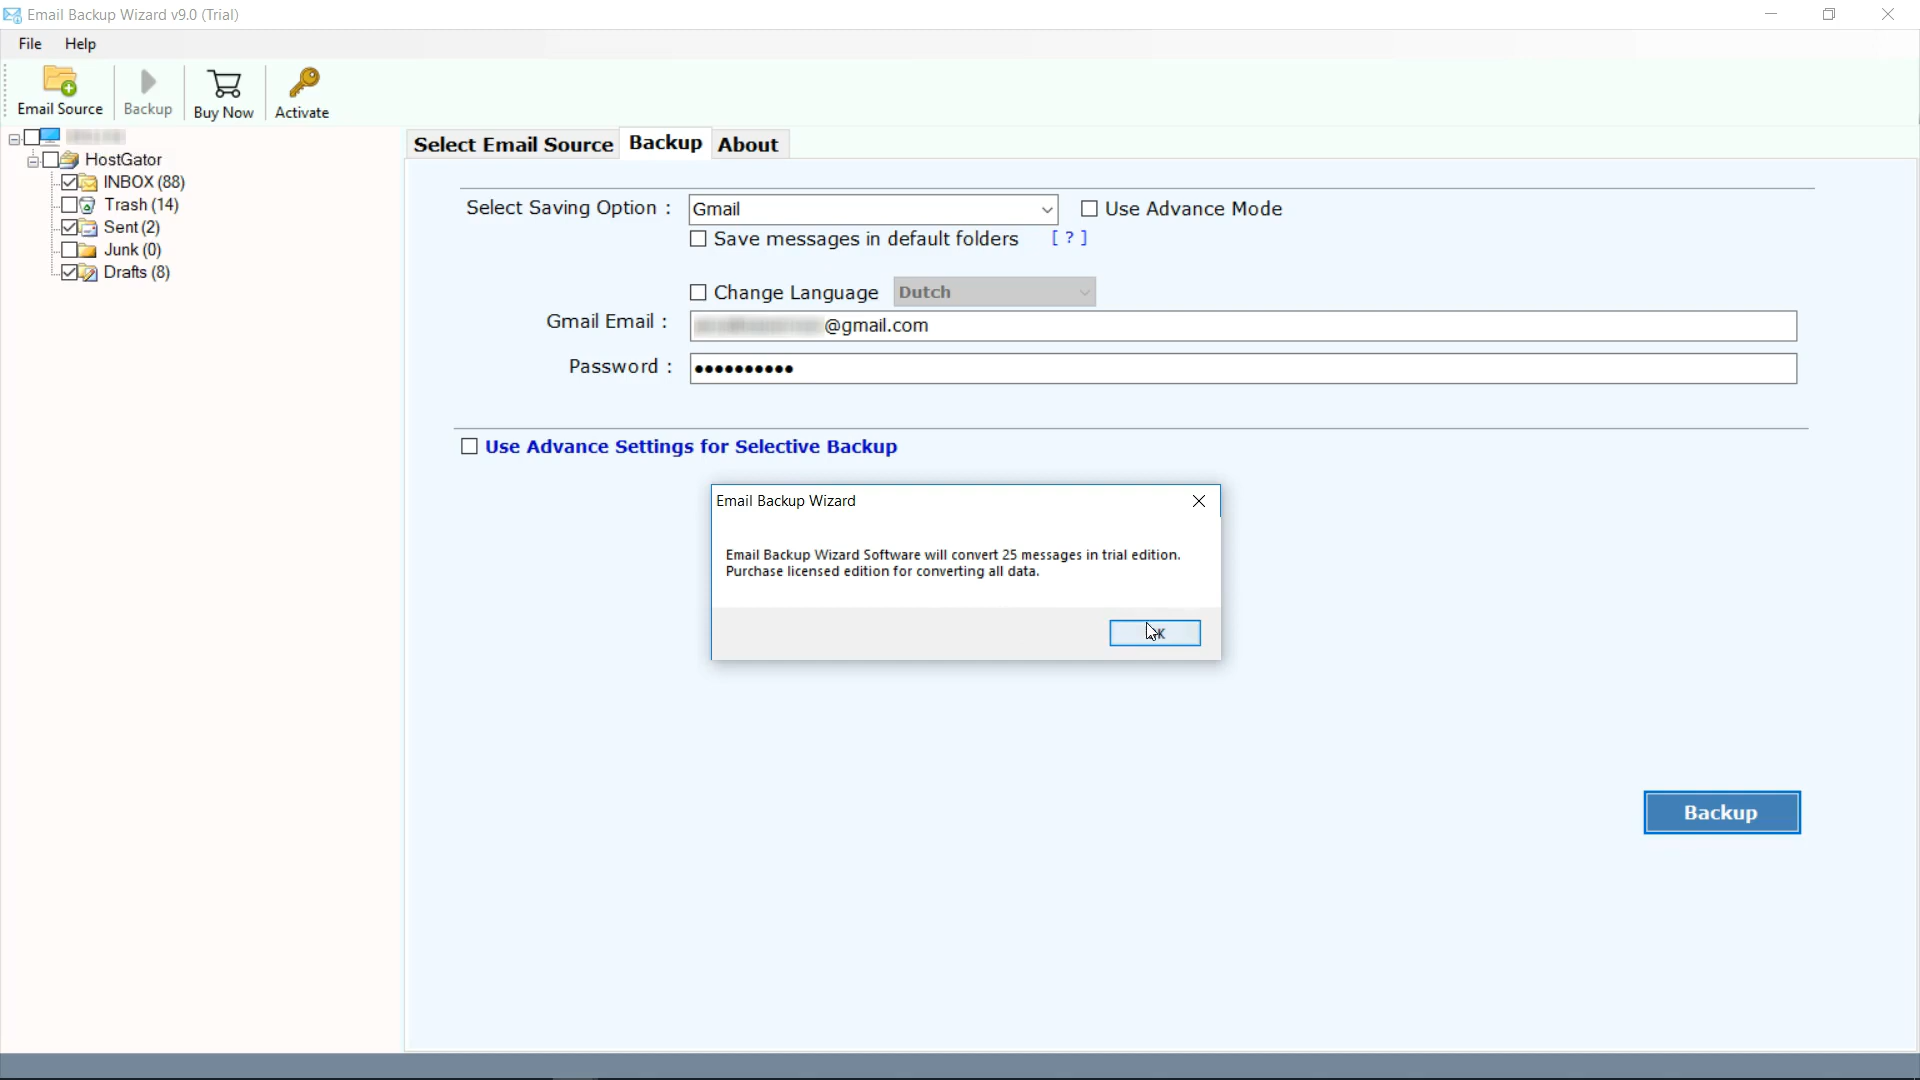 Email Backup Wizard v9.0 (Trial)
File Help
Email Source Backup Buy Now Activate
HostGator
INBOX (88)
Trash (14)
Sent (2)
Junk (0)
Drafts (8)
Select Email Source Backup About
Select Saving Option : Gmail Use Advance Mode
Save messages in default folders [ ? ]
Change Language Dutch
Gmail Email : @gmail.com
Password : ••••••••••
Use Advance Settings for Selective Backup
Email Backup Wizard
Email Backup Wizard Software will convert 25 messages in trial edition.
Purchase licensed edition for converting all data.
Backup